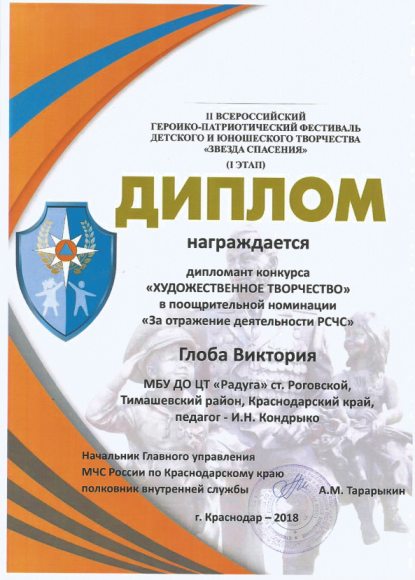 II ВСЕРОССИЙСКИЙ
ГЕРОИКО-ПАТРИОТИЧЕСКИЙ ФЕСТИВАЛЬ
ДЕТСКОГО И ЮНОШЕСКОГО ТВОРЧЕСТВА
«ЗВЕЗДА СПАСЕНИЯ»
(I ЭТАП)
ДИПЛОМ
награждается
дипломант конкурса
«ХУДОЖЕСТВЕННОЕ ТВОРЧЕСТВО»
в поощрительной номинации
«За отражение деятельности РСЧС»
Глоба Виктория
МБУ ДО ЦТ «Радуга» ст. Роговской,
Тимашевский район, Краснодарский край,
педагог - И.Н. Кондрыко
Начальник Главного управления
МЧС России по Краснодарскому краю
полковник внутренней службы А.М. Тарарыкин
г. Краснодар – 2018